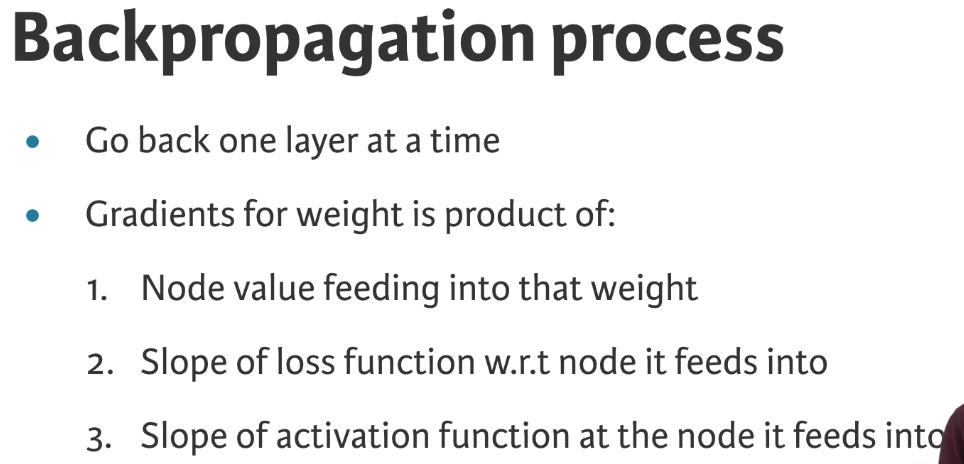 Backpropagation process
• Go back one layer at a time
• Gradients for weight is product of:
1. Node value feeding into that weight
2. Slope of loss function w.r.t node it feeds into
3. Slope of activation function at the node it feeds into